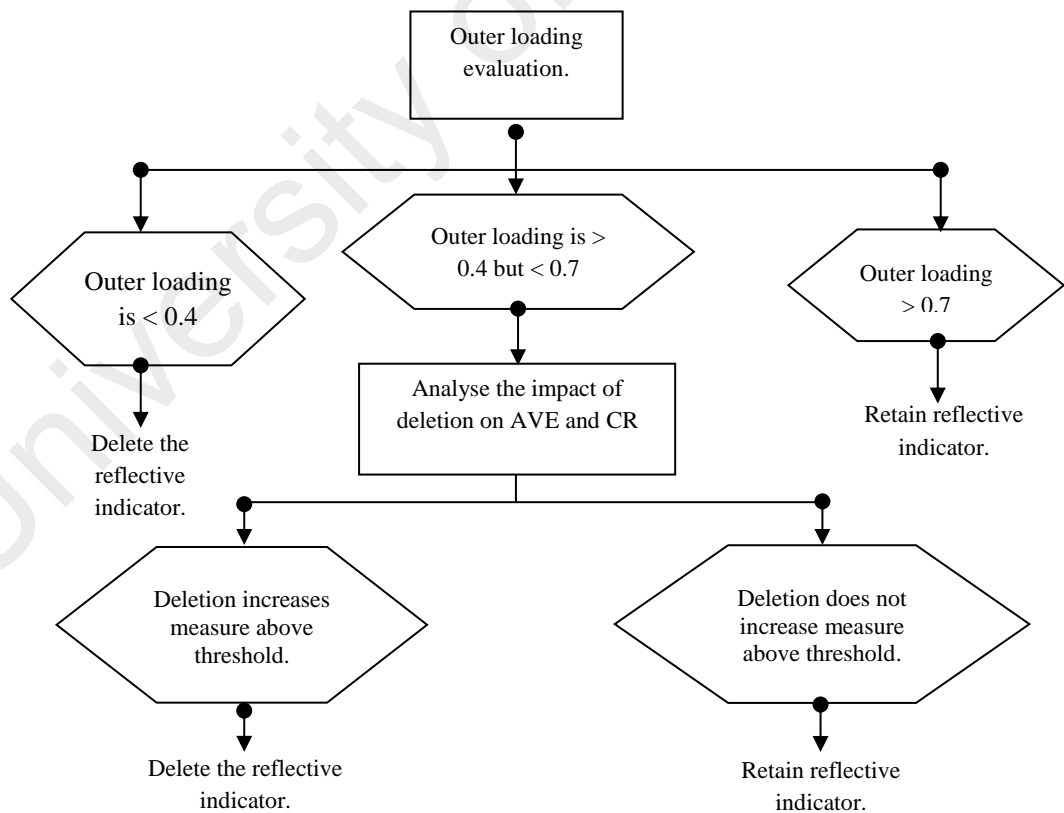 University of
Outer loading
evaluation.
Outer loading
is < 0.4
Outer loading is >
0.4 but < 0.7
Outer loading
> 0.7
Analyse the impact of
deletion on AVE and CR
Delete the
reflective
indicator.
Retain reflective
indicator.
Deletion increases
measure above
threshold.
Deletion does not
increase measure
above threshold.
Delete the reflective
indicator.
Retain reflective
indicator.